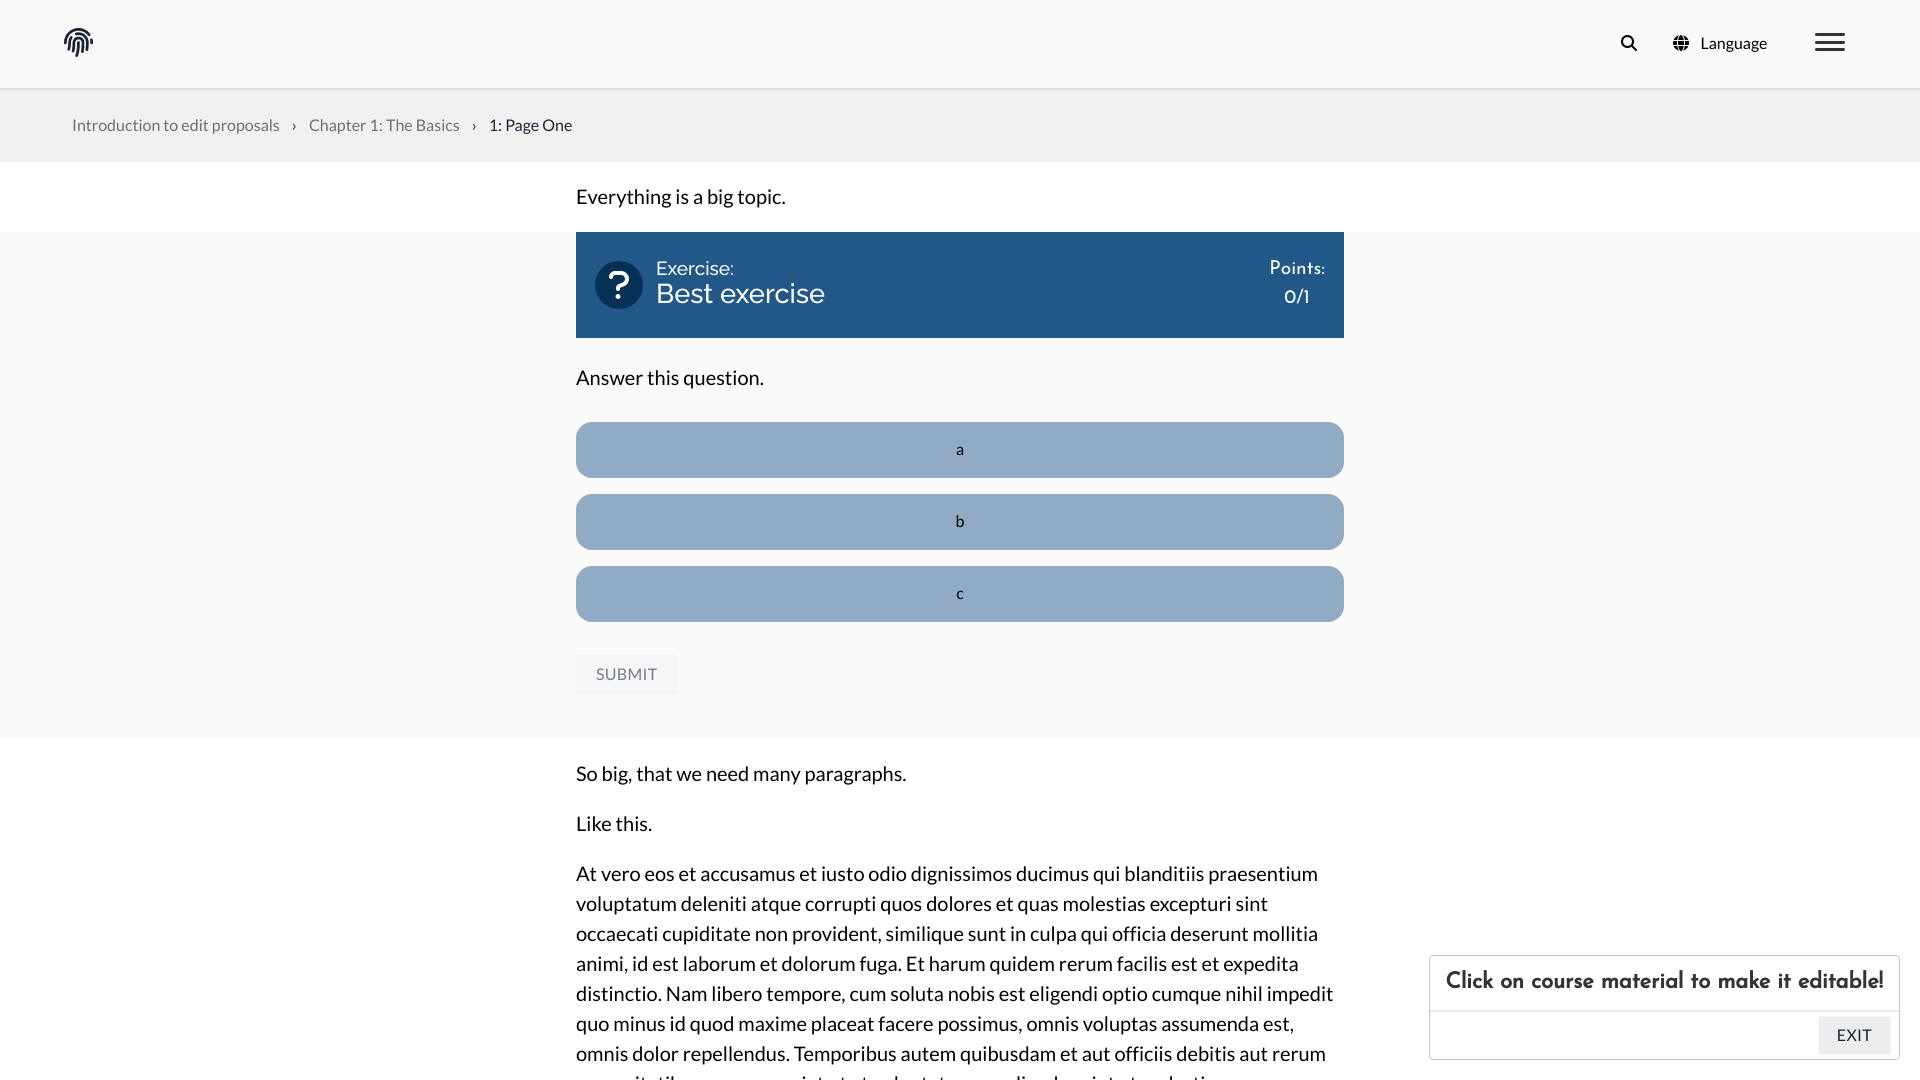 Language
Introduction to edit proposals › Chapter 1: The Basics › 1: Page One
Everything is a big topic.
Exercise:
Best exercise
Points:
0/1
Answer this question.
a
b
c
SUBMIT
So big, that we need many paragraphs.
Like this.
At vero eos et accusamus et iusto odio dignissimos ducimus qui blanditiis praesentium
voluptatum deleniti atque corrupti quos dolores et quas molestias excepturi sint
occaecati cupiditate non provident, similique sunt in culpa qui officia deserunt mollitia
animi, id est laborum et dolorum fuga. Et harum quidem rerum facilis est et expedita
distinctio. Nam libero tempore, cum soluta nobis est eligendi optio cumque nihil impedit
quo minus id quod maxime placeat facere possimus, omnis voluptas assumenda est,
omnis dolor repellendus. Temporibus autem quibusdam et aut officiis debitis aut rerum
Click on course material to make it editable!
EXIT